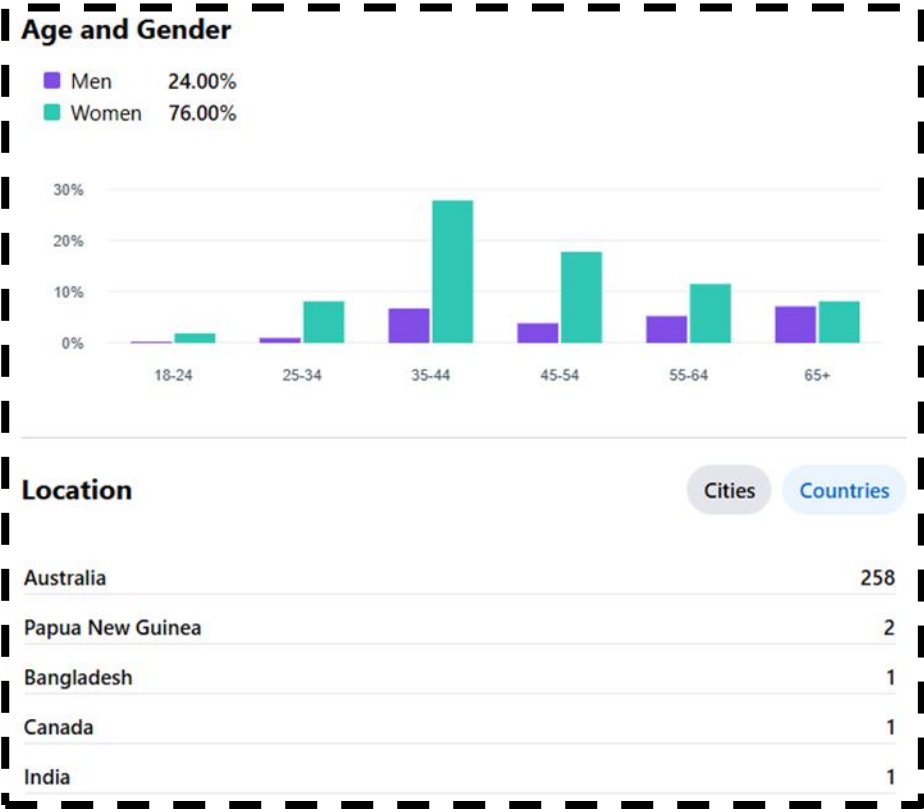 Age and Gender
Men 24.00%
Women 76.00%
30%
20%
10%
0%
18-24 25-34 35-44 45-54 55-64 65+
Location Cities Countries
Australia 258
Papua New Guinea 2
Bangladesh 1
Canada 1
India 1